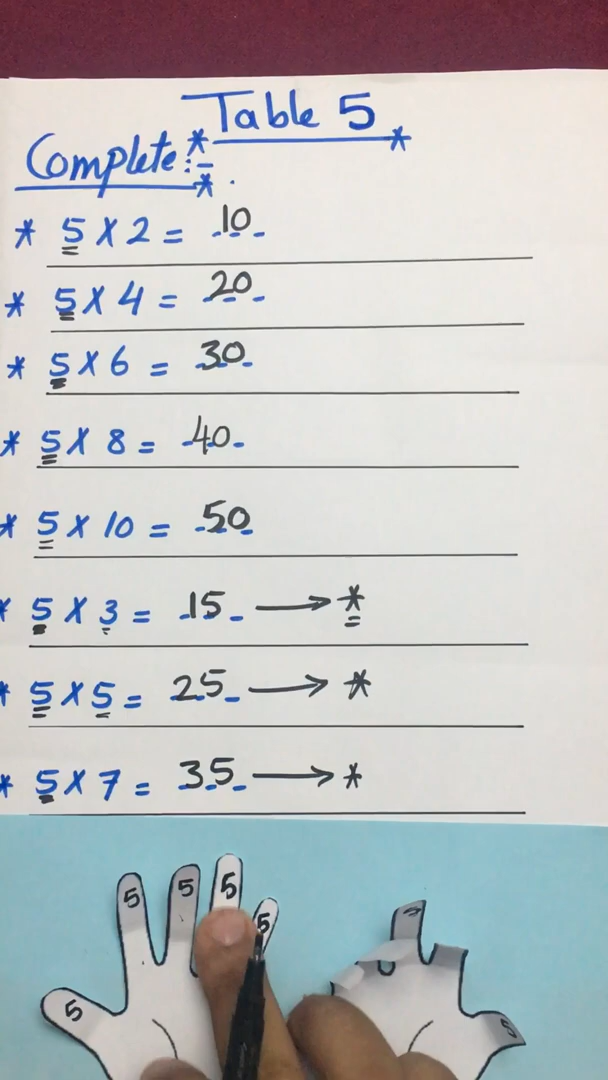 Table 5
Complete:-
* 5 X 2 = 10
* 5 X 4 = 20
* 5 X 6 = 30
* 5 X 8 = 40
* 5 X 10 = 50
* 5 X 3 = 15 → *
* 5 X 5 = 25 → *
* 5 X 7 = 35 → *
5 5 5 5 5 5 5